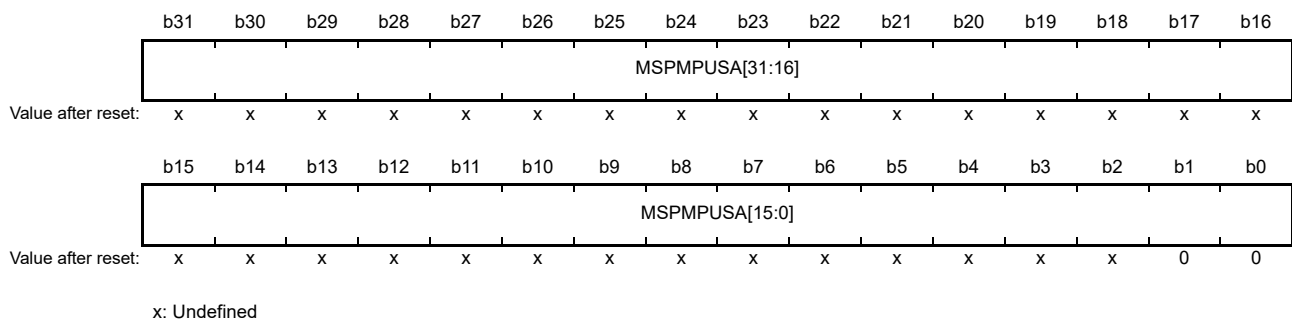 b31 b30 b29 b28 b27 b26 b25 b24 b23 b22 b21 b20 b19 b18 b17 b16
MSPMPUSA[31:16]
Value after reset: x x x x x x x x x x x x x x x x
b15 b14 b13 b12 b11 b10 b9 b8 b7 b6 b5 b4 b3 b2 b1 b0
MSPMPUSA[15:0]
Value after reset: x x x x x x x x x x x x x x 0 0
x: Undefined